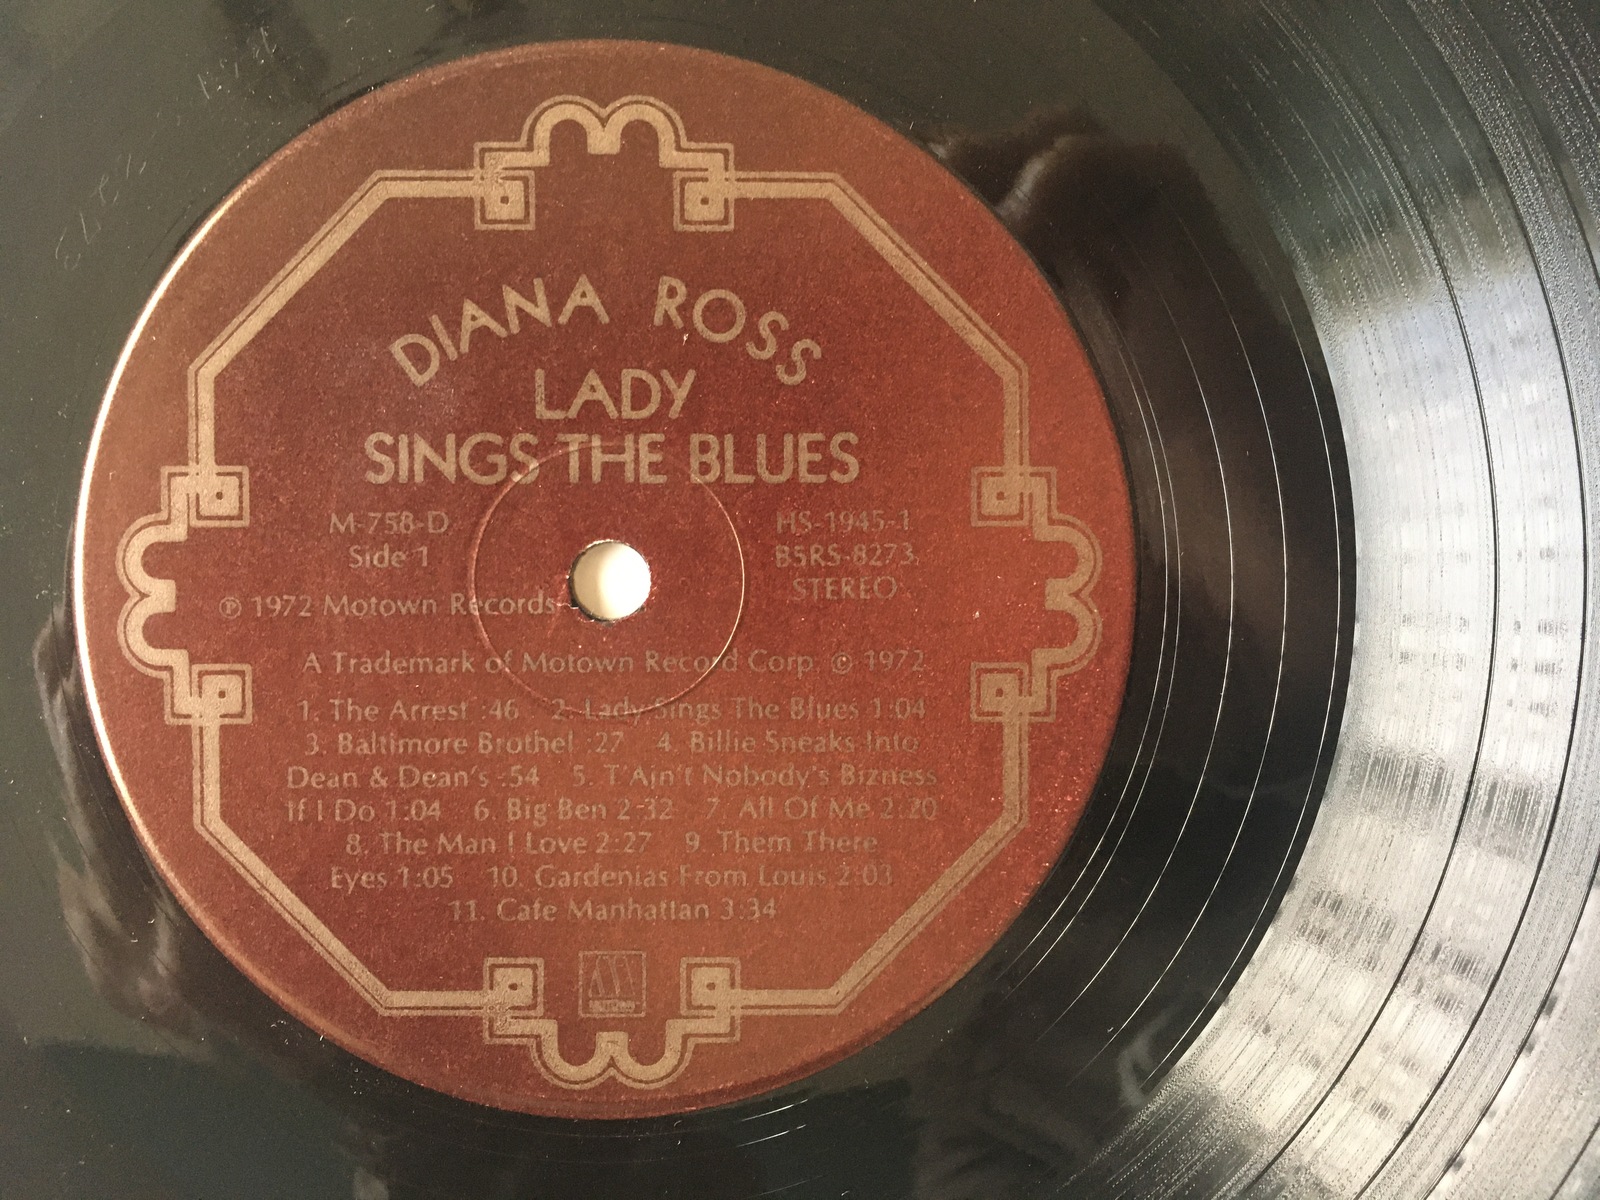 DIANA ROSS
LADY
SINGS THE BLUES
M-758-D
Side 1
HS-1945-1
BSRS-8273
STEREO
℗ 1972 Motown Records-
A Trademark of Motown Record Corp. © 1972
1. The Arrest :46 2. Lady Sings The Blues 1:04
3. Baltimore Brothel :27 4. Billie Sneaks Into
Dean & Dean's :54 5. T'Ain't Nobody's Bizness
If I Do 1:04 6. Big Ben 2:32 7. All Of Me 2:20
8. The Man I Love 2:27 9. Them There
Eyes 1:05 10. Gardenias From Louis 2:03
11. Cafe Manhattan 3:34